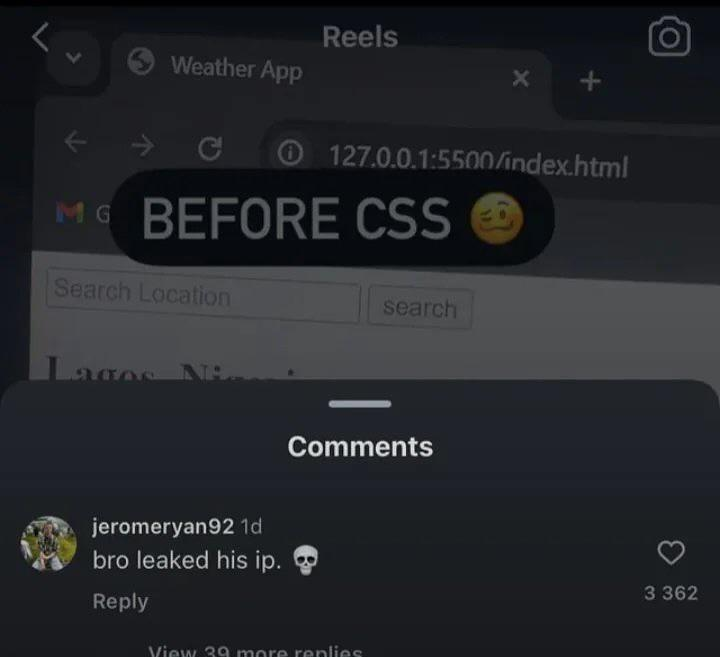 Reels
Weather App
127.0.0.1:5500/index.html
G
BEFORE CSS 🥴
Search Location
search
Lagos, Nigeri
Comments
jeromeryan92 1d
bro leaked his ip. 💀
Reply
3 362
View 39 more replies